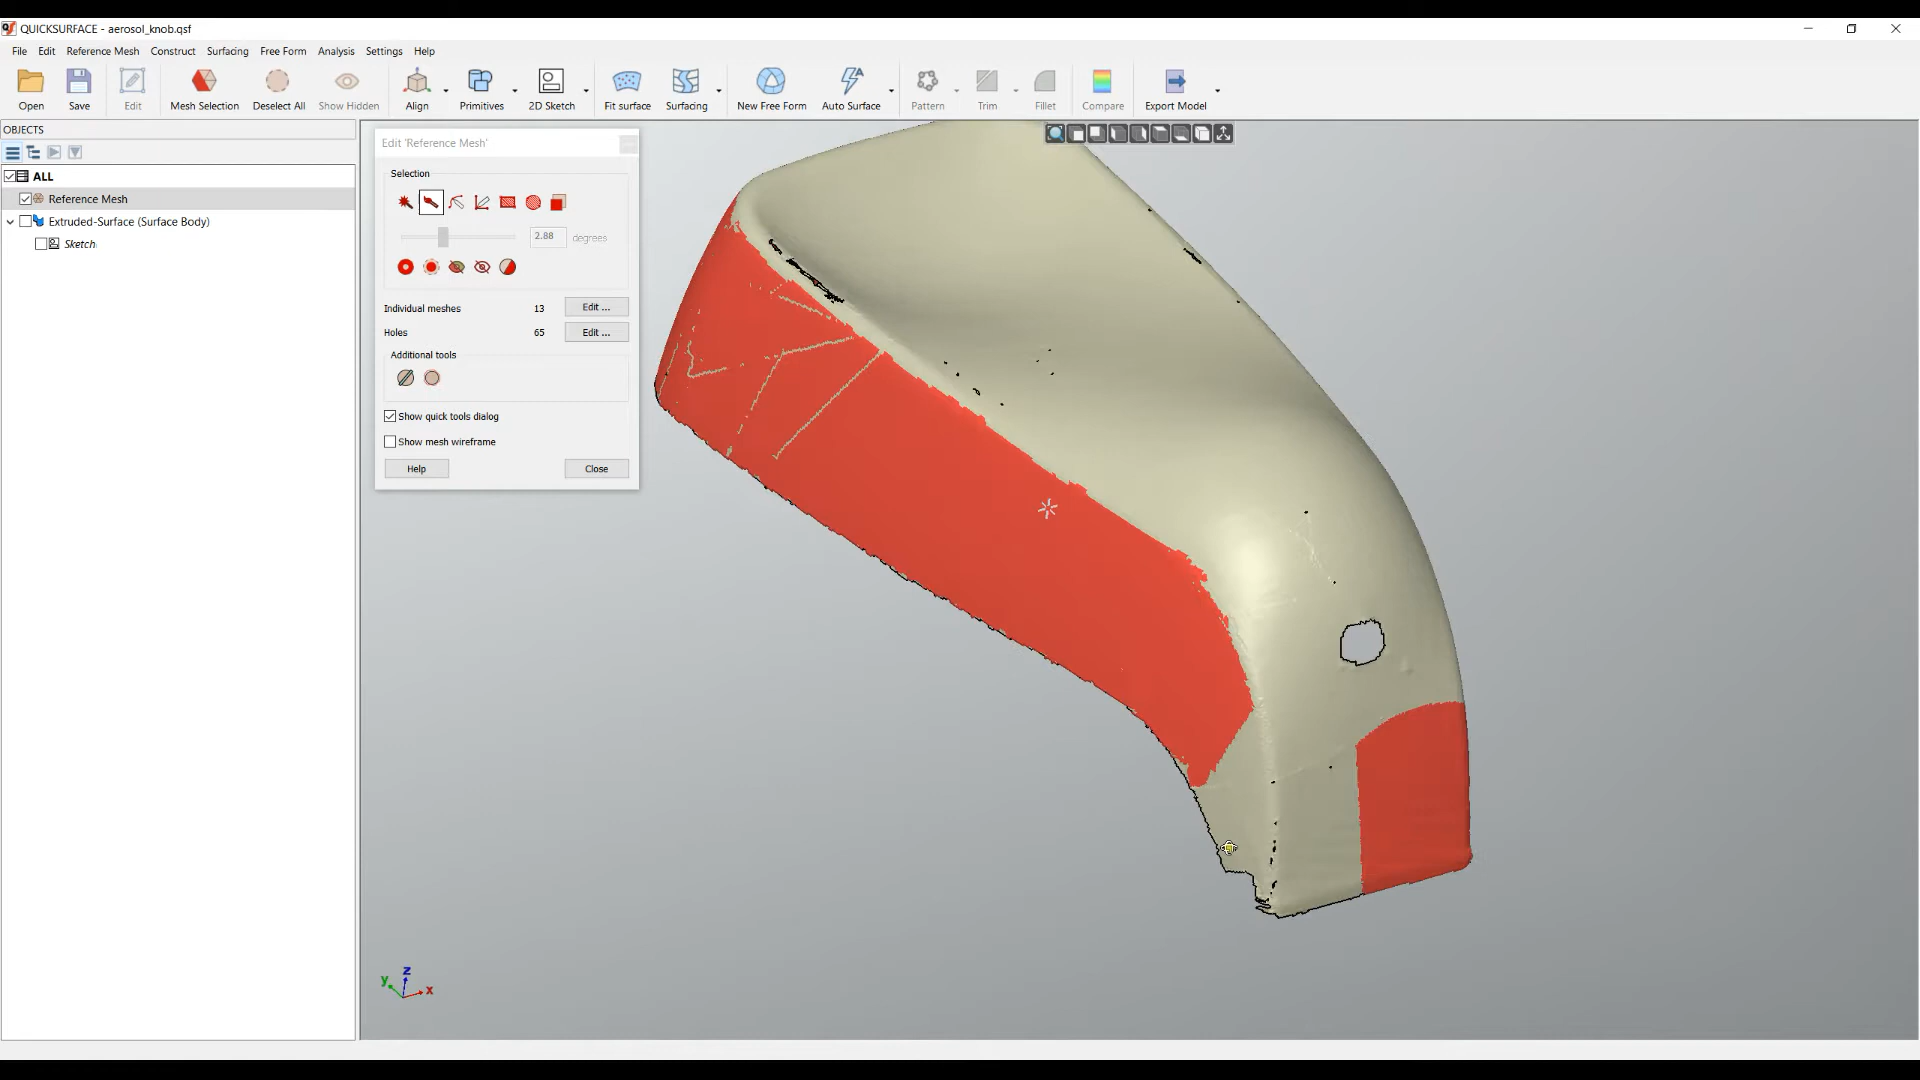 QUICKSURFACE - aerosol_knob.qsf
File Edit Reference Mesh Construct Surfacing Free Form Analysis Settings Help
Open Save Edit Mesh Selection Deselect All Show Hidden Align Primitives 2D Sketch Fit surface Surfacing New Free Form Auto Surface Pattern Trim Fillet Compare Export Model
OBJECTS
ALL
Reference Mesh
Extruded-Surface (Surface Body)
Sketch
Edit 'Reference Mesh'
Selection
2.88 degrees
Individual meshes 13 Edit ...
Holes 65 Edit ...
Additional tools
Show quick tools dialog
Show mesh wireframe
Help Close
z
y
x